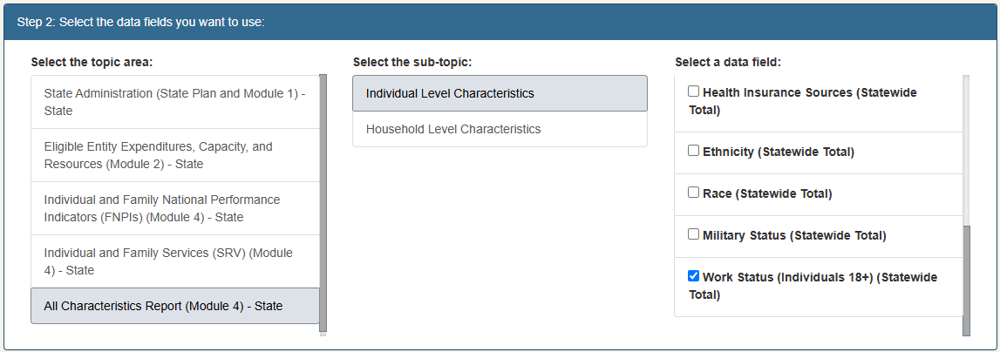 Step 2: Select the data fields you want to use:
Select the topic area:
State Administration (State Plan and Module 1) -
State
Eligible Entity Expenditures, Capacity, and
Resources (Module 2) - State
Individual and Family National Performance
Indicators (FNPIs) (Module 4) - State
Individual and Family Services (SRV) (Module
4) - State
All Characteristics Report (Module 4) - State
Select the sub-topic:
Individual Level Characteristics
Household Level Characteristics
Select a data field:
Health Insurance Sources (Statewide
Total)
Ethnicity (Statewide Total)
Race (Statewide Total)
Military Status (Statewide Total)
Work Status (Individuals 18+) (Statewide
Total)